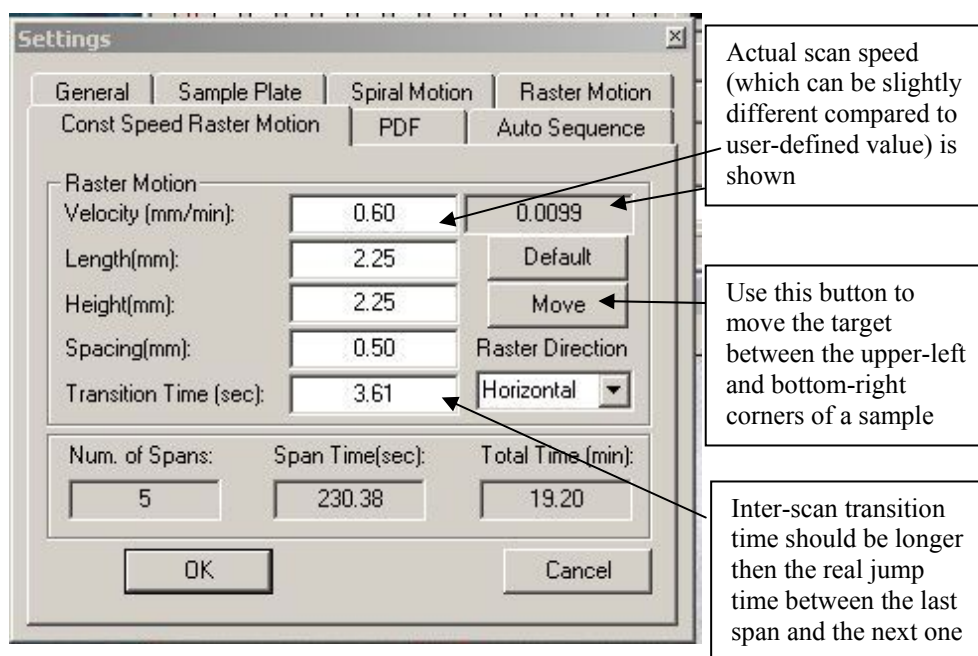 Settings
General Sample Plate Spiral Motion Raster Motion
Const Speed Raster Motion PDF Auto Sequence
Raster Motion
Velocity (mm/min): 0.60 0.0099
Length(mm): 2.25 Default
Height(mm): 2.25 Move
Spacing(mm): 0.50 Raster Direction
Transition Time (sec): 3.61 Horizontal
Num. of Spans: Span Time(sec): Total Time (min):
5 230.38 19.20
OK Cancel
Actual scan speed
(which can be slightly
different compared to
user-defined value) is
shown
Use this button to
move the target
between the upper-left
and bottom-right
corners of a sample
Inter-scan transition
time should be longer
then the real jump
time between the last
span and the next one